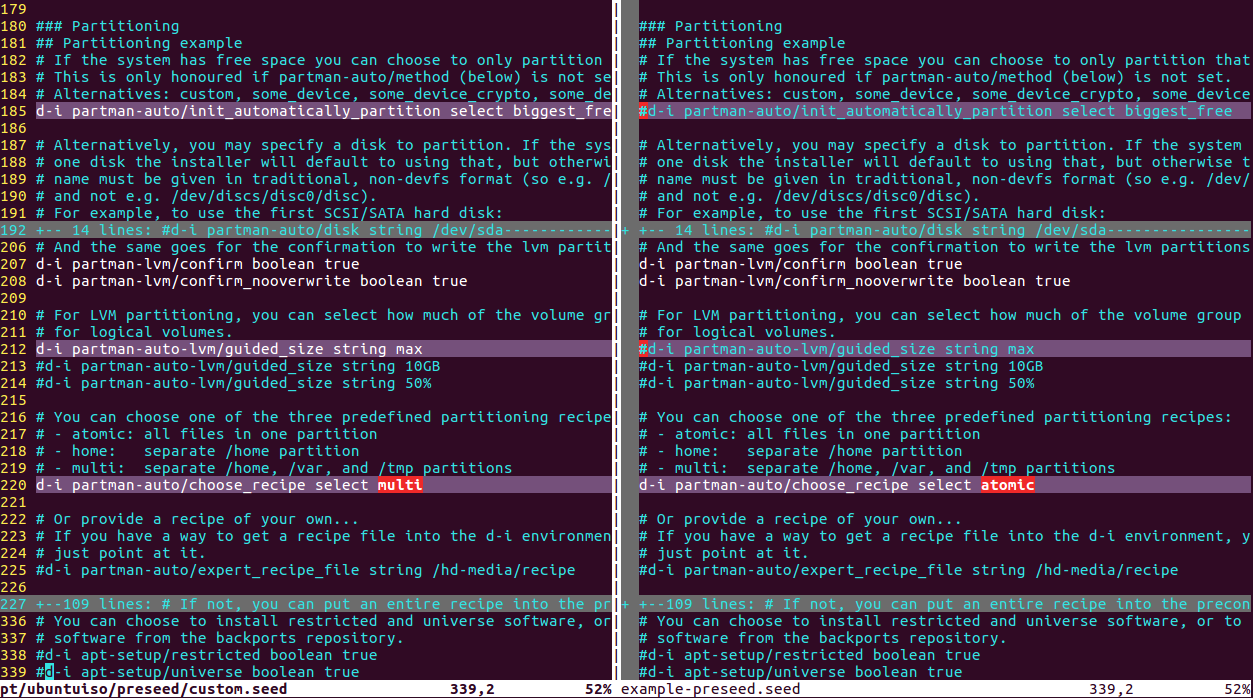 179
180 ### Partitioning
181 ## Partitioning example
182 # If the system has free space you can choose to only partition
183 # This is only honoured if partman-auto/method (below) is not se
184 # Alternatives: custom, some_device, some_device_crypto, some_de
185 d-i partman-auto/init_automatically_partition select biggest_fre
186
187 # Alternatively, you may specify a disk to partition. If the sys
188 # one disk the installer will default to using that, but otherwi
189 # name must be given in traditional, non-devfs format (so e.g. /
190 # and not e.g. /dev/discs/disc0/disc).
191 # For example, to use the first SCSI/SATA hard disk:
192 +-- 14 lines: #d-i partman-auto/disk string /dev/sda------------
206 # And the same goes for the confirmation to write the lvm partit
207 d-i partman-lvm/confirm boolean true
208 d-i partman-lvm/confirm_nooverwrite boolean true
209
210 # For LVM partitioning, you can select how much of the volume gr
211 # for logical volumes.
212 d-i partman-auto-lvm/guided_size string max
213 #d-i partman-auto-lvm/guided_size string 10GB
214 #d-i partman-auto-lvm/guided_size string 50%
215
216 # You can choose one of the three predefined partitioning recipe
217 # - atomic: all files in one partition
218 # - home:   separate /home partition
219 # - multi:  separate /home, /var, and /tmp partitions
220 d-i partman-auto/choose_recipe select multi
221
222 # Or provide a recipe of your own...
223 # If you have a way to get a recipe file into the d-i environmen
224 # just point at it.
225 #d-i partman-auto/expert_recipe_file string /hd-media/recipe
226
227 +--109 lines: # If not, you can put an entire recipe into the pr
336 # You can choose to install restricted and universe software, or
337 # software from the backports repository.
338 #d-i apt-setup/restricted boolean true
339 #d-i apt-setup/universe boolean true
pt/ubuntuiso/preseed/custom.seed 339,2 52%
### Partitioning
## Partitioning example
# If the system has free space you can choose to only partition that
# This is only honoured if partman-auto/method (below) is not set.
# Alternatives: custom, some_device, some_device_crypto, some_device
#d-i partman-auto/init_automatically_partition select biggest_free
# Alternatively, you may specify a disk to partition. If the system
# one disk the installer will default to using that, but otherwise t
# name must be given in traditional, non-devfs format (so e.g. /dev/
# and not e.g. /dev/discs/disc0/disc).
# For example, to use the first SCSI/SATA hard disk:
+ +-- 14 lines: #d-i partman-auto/disk string /dev/sda----------------
# And the same goes for the confirmation to write the lvm partitions
d-i partman-lvm/confirm boolean true
d-i partman-lvm/confirm_nooverwrite boolean true
# For LVM partitioning, you can select how much of the volume group
# for logical volumes.
#d-i partman-auto-lvm/guided_size string max
#d-i partman-auto-lvm/guided_size string 10GB
#d-i partman-auto-lvm/guided_size string 50%
# You can choose one of the three predefined partitioning recipes:
# - atomic: all files in one partition
# - home:   separate /home partition
# - multi:  separate /home, /var, and /tmp partitions
d-i partman-auto/choose_recipe select atomic
# Or provide a recipe of your own...
# If you have a way to get a recipe file into the d-i environment, y
# just point at it.
#d-i partman-auto/expert_recipe_file string /hd-media/recipe
+ +--109 lines: # If not, you can put an entire recipe into the precon
# You can choose to install restricted and universe software, or to
# software from the backports repository.
#d-i apt-setup/restricted boolean true
#d-i apt-setup/universe boolean true
example-preseed.seed 339,2 52%